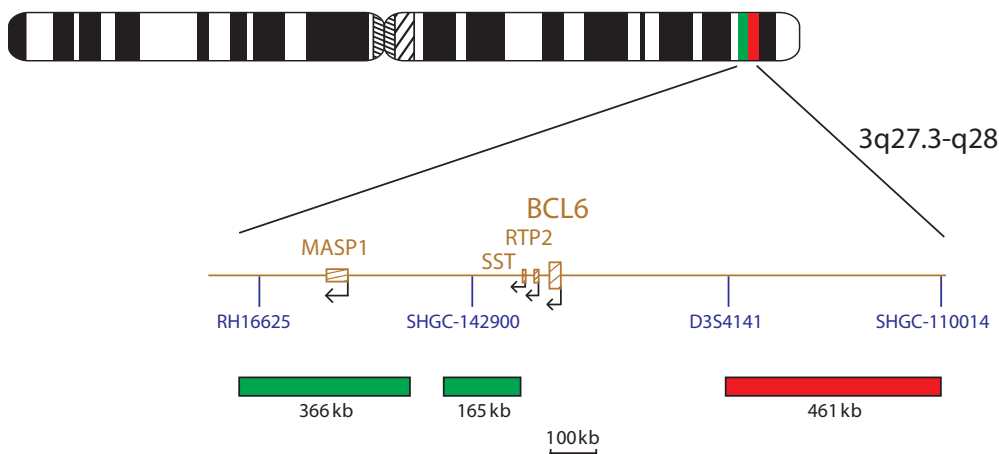 3q27.3-q28
BCL6
RTP2
MASP1
SST
RH16625
SHGC-142900
D3S4141
SHGC-110014
366 kb
165 kb
461 kb
100 kb